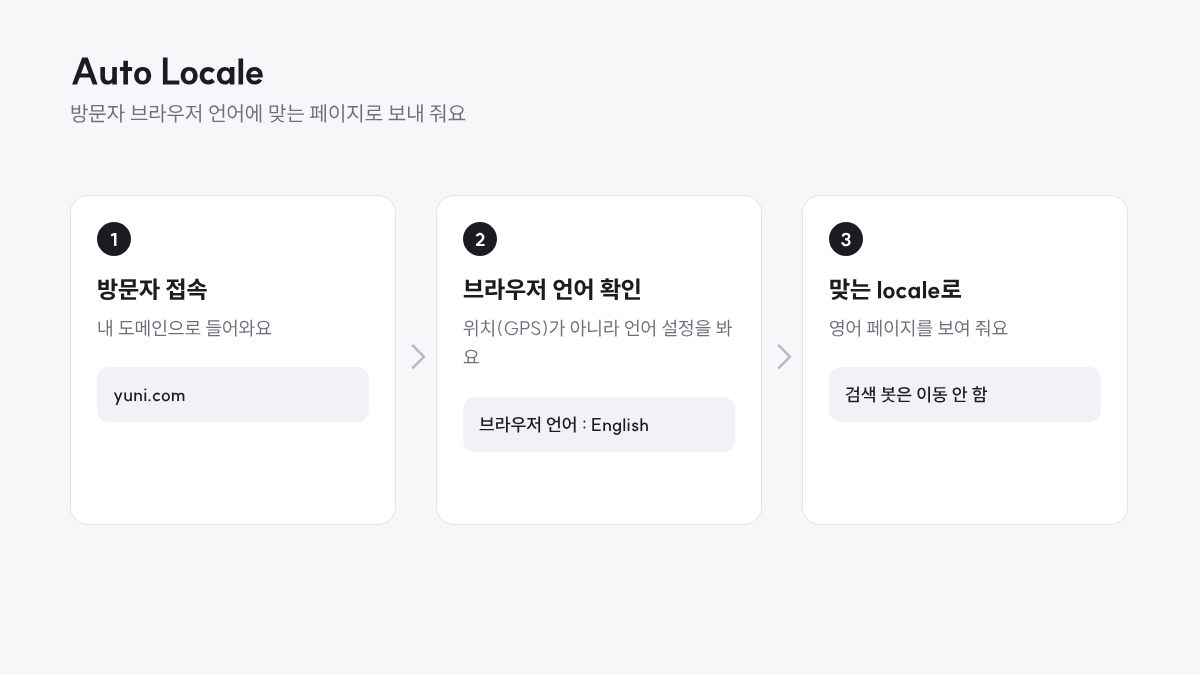 Auto Locale
방문자 브라우저 언어에 맞는 페이지로 보내 줘요
1
방문자 접속
내 도메인으로 들어와요
yuni.com
2
브라우저 언어 확인
위치(GPS)가 아니라 언어 설정을 봐
요
브라우저 언어 : English
3
맞는 locale로
영어 페이지를 보여 줘요
검색 봇은 이동 안 함